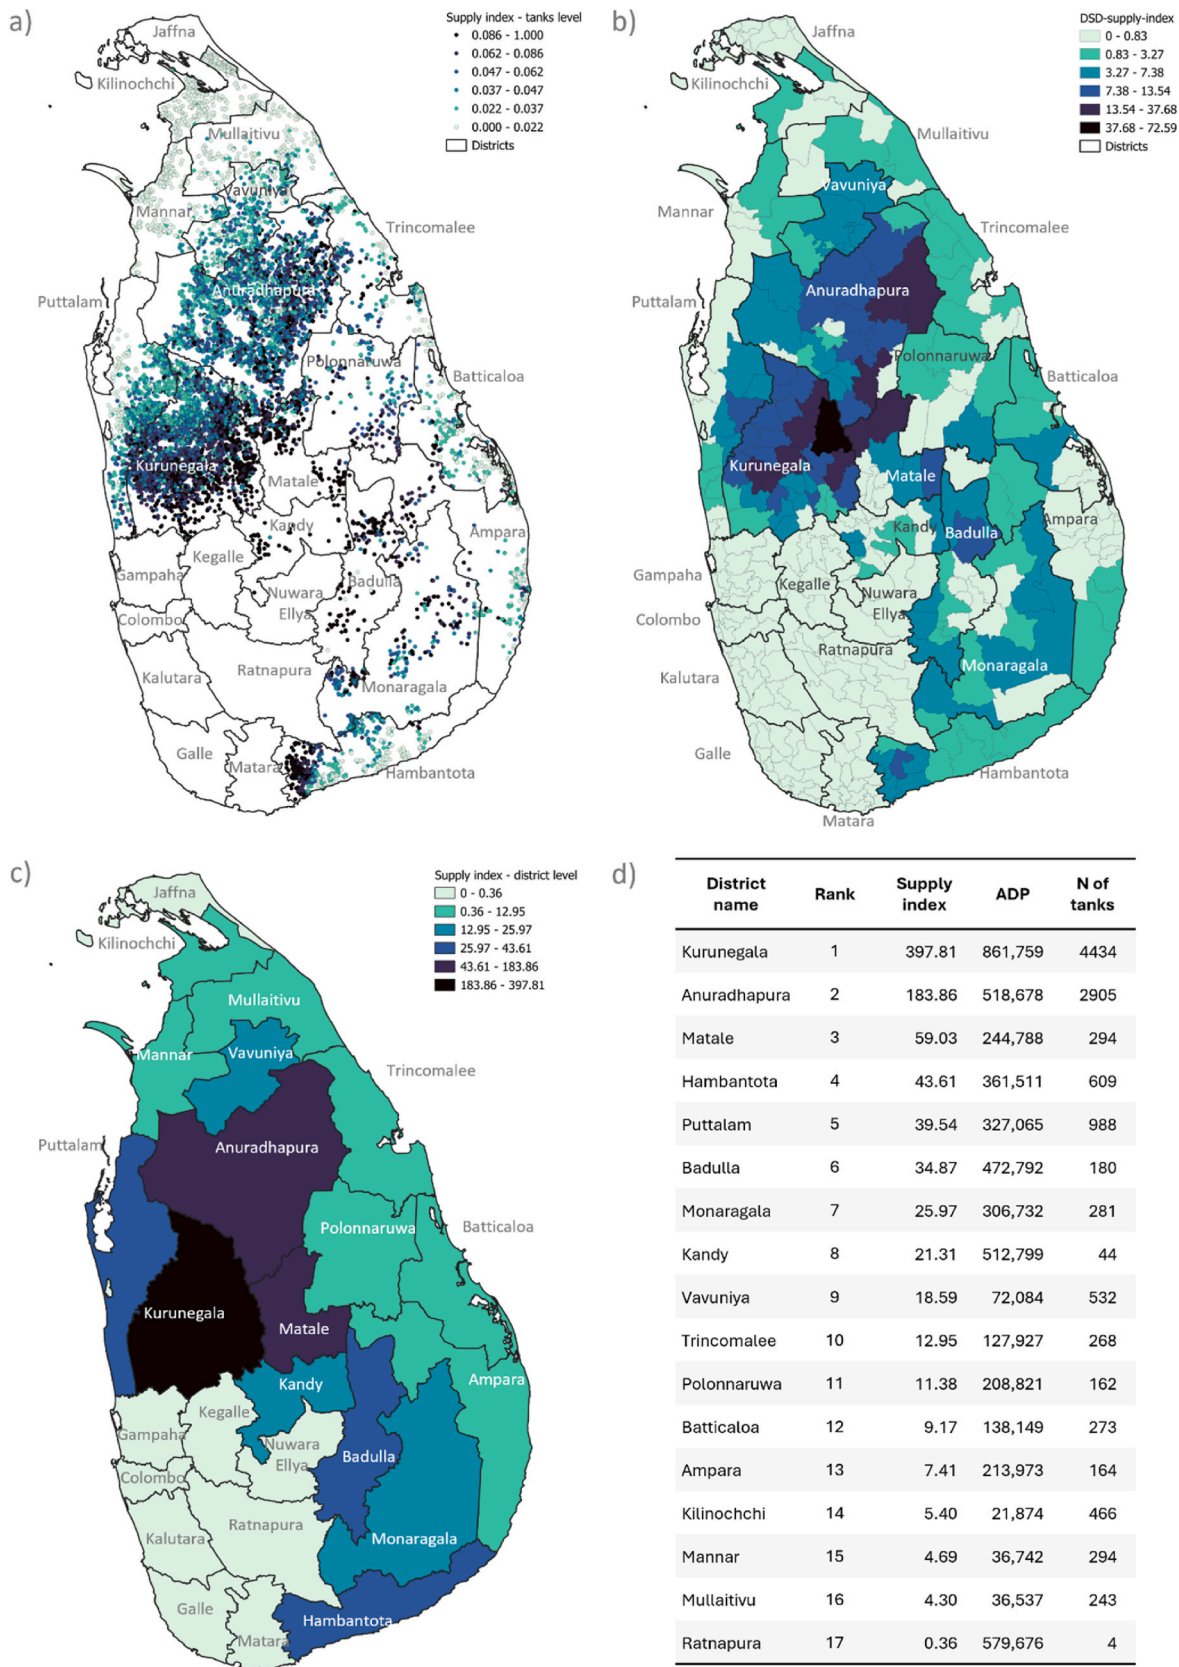 a)
Supply index - tanks level
0.086 - 1.000
0.062 - 0.086
0.047 - 0.062
0.037 - 0.047
0.022 - 0.037
0.000 - 0.022
Districts
Jaffna
Kilinochchi
Mullaitivu
Vavuniya
Mannar
Trincomalee
Anuradhapura
Puttalam
Polonnaruwa
Batticaloa
Kurunegala
Matale
Kandy
Ampara
Kegalle
Gampaha
Badulla
Nuwara
Ellya
Colombo
Ratnapura
Kalutara
Monaragala
Galle
Matara
Hambantota
b)
DSD-supply-index
0 - 0.83
0.83 - 3.27
3.27 - 7.38
7.38 - 13.54
13.54 - 37.68
37.68 - 72.59
Districts
Jaffna
Kilinochchi
Mullaitivu
Vavuniya
Mannar
Trincomalee
Anuradhapura
Puttalam
Polonnaruwa
Batticaloa
Kurunegala
Matale
Ampara
Kandy
Badulla
Gampaha
Kegalle
Nuwara
Ellya
Colombo
Ratnapura
Monaragala
Kalutara
Galle
Hambantota
Matara
c)
Supply index - district level
0 - 0.36
0.36 - 12.95
12.95 - 25.97
25.97 - 43.61
43.61 - 183.86
183.86 - 397.81
Jaffna
Kilinochchi
Mullaitivu
Mannar
Vavuniya
Trincomalee
Puttalam
Anuradhapura
Polonnaruwa
Batticaloa
Kurunegala
Matale
Kandy
Ampara
Kegalle
Gampaha
Nuwara
Ellya
Badulla
Colombo
Ratnapura
Kalutara
Monaragala
Galle
Hambantota
Matara
d)
District name Rank Supply index ADP N of tanks
Kurunegala 1 397.81 861,759 4434
Anuradhapura 2 183.86 518,678 2905
Matale 3 59.03 244,788 294
Hambantota 4 43.61 361,511 609
Puttalam 5 39.54 327,065 988
Badulla 6 34.87 472,792 180
Monaragala 7 25.97 306,732 281
Kandy 8 21.31 512,799 44
Vavuniya 9 18.59 72,084 532
Trincomalee 10 12.95 127,927 268
Polonnaruwa 11 11.38 208,821 162
Batticaloa 12 9.17 138,149 273
Ampara 13 7.41 213,973 164
Kilinochchi 14 5.40 21,874 466
Mannar 15 4.69 36,742 294
Mullaitivu 16 4.30 36,537 243
Ratnapura 17 0.36 579,676 4